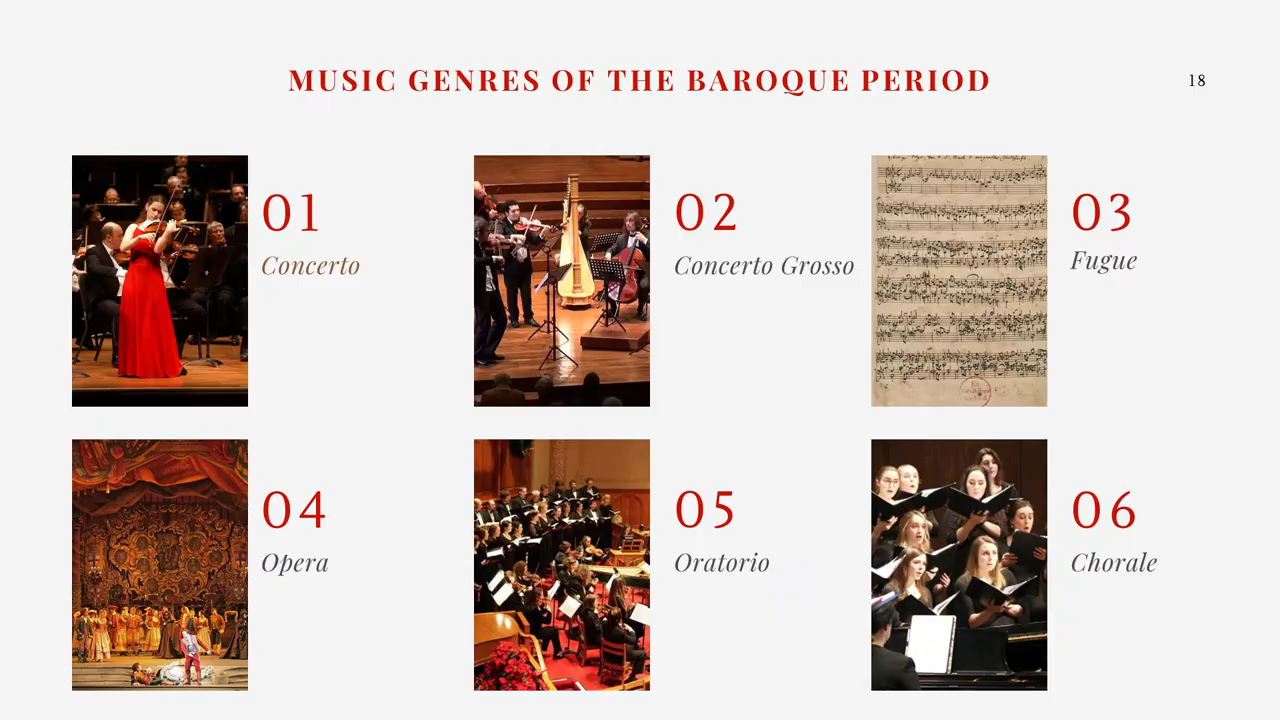 MUSIC GENRES OF THE BAROQUE PERIOD
18
01
Concerto
02
Concerto Grosso
03
Fugue
04
Opera
05
Oratorio
06
Chorale